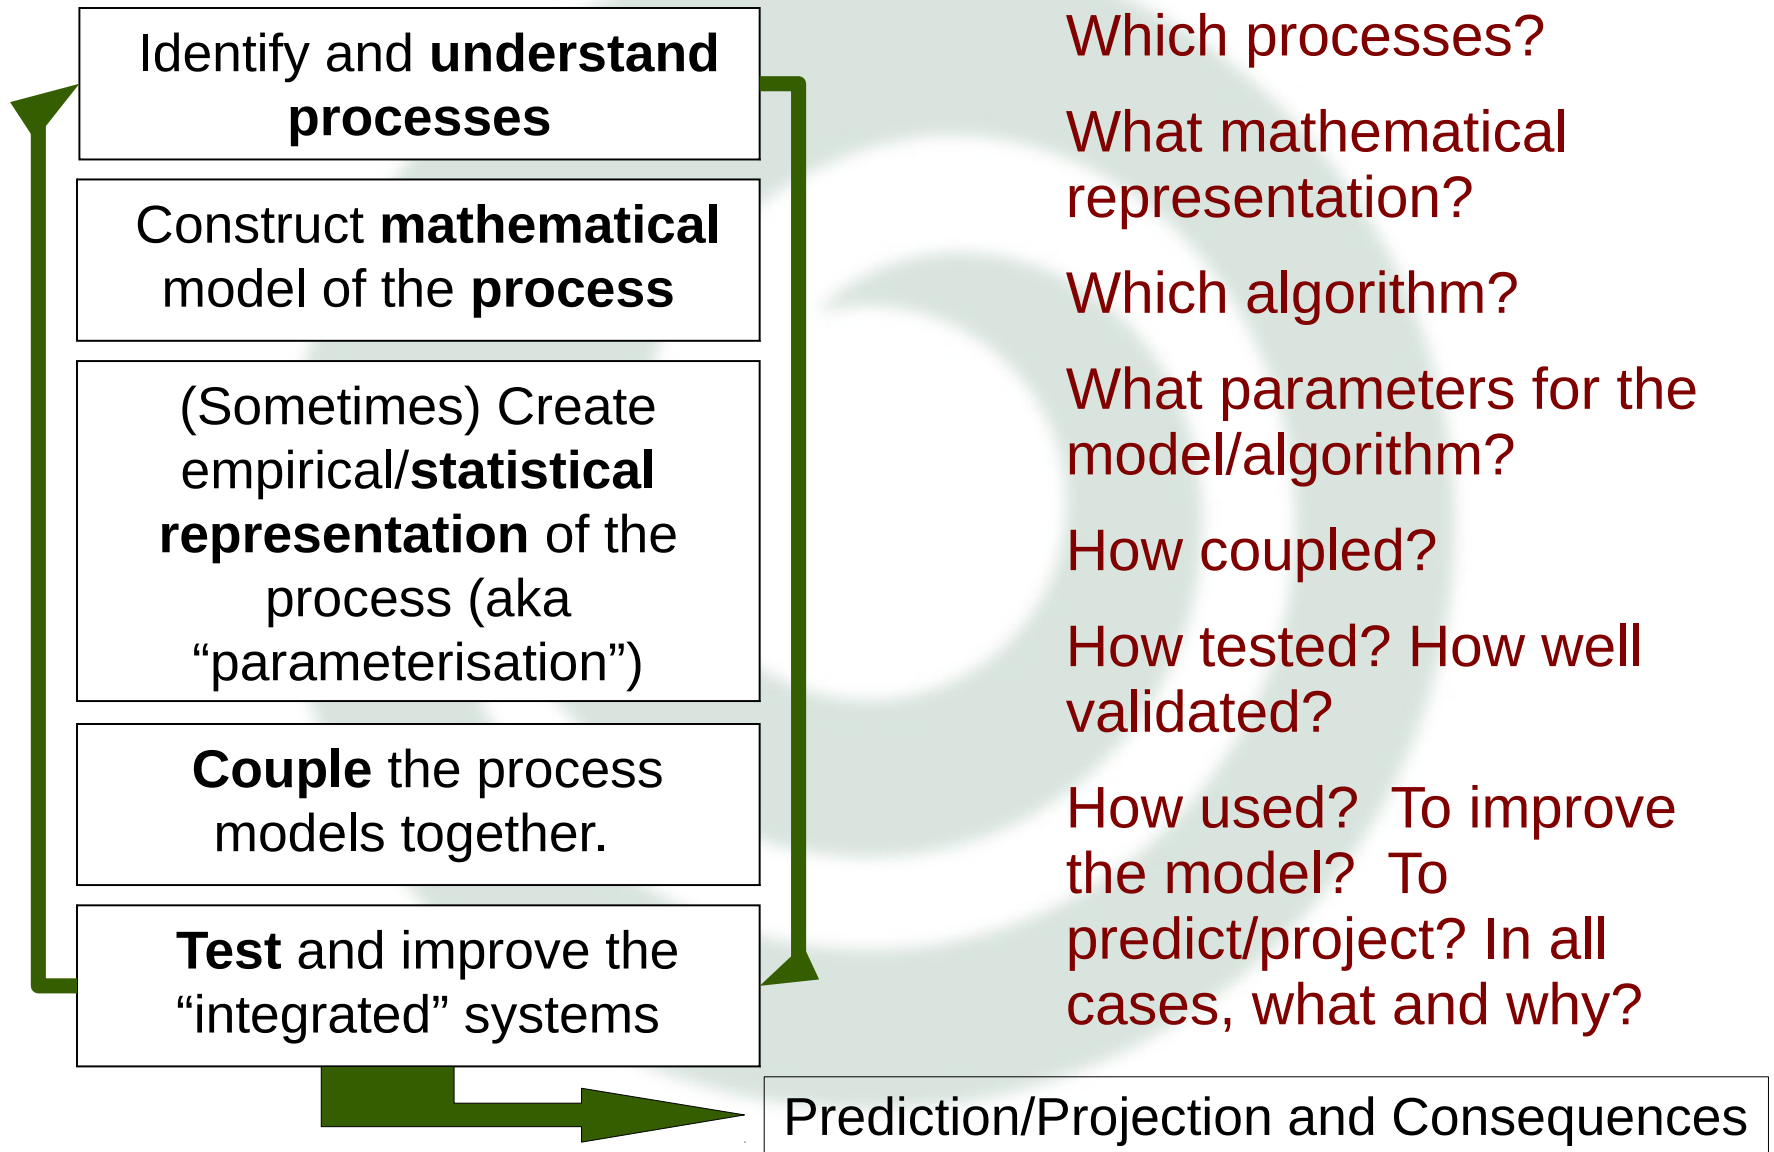 Identify and understand
processes
Construct mathematical
model of the process
(Sometimes) Create
empirical/statistical
representation of the
process (aka
“parameterisation”)
Couple the process
models together.
Test and improve the
“integrated” systems
Which processes?
What mathematical
representation?
Which algorithm?
What parameters for the
model/algorithm?
How coupled?
How tested? How well
validated?
How used?  To improve
the model?  To
predict/project? In all
cases, what and why?
Prediction/Projection and Consequences